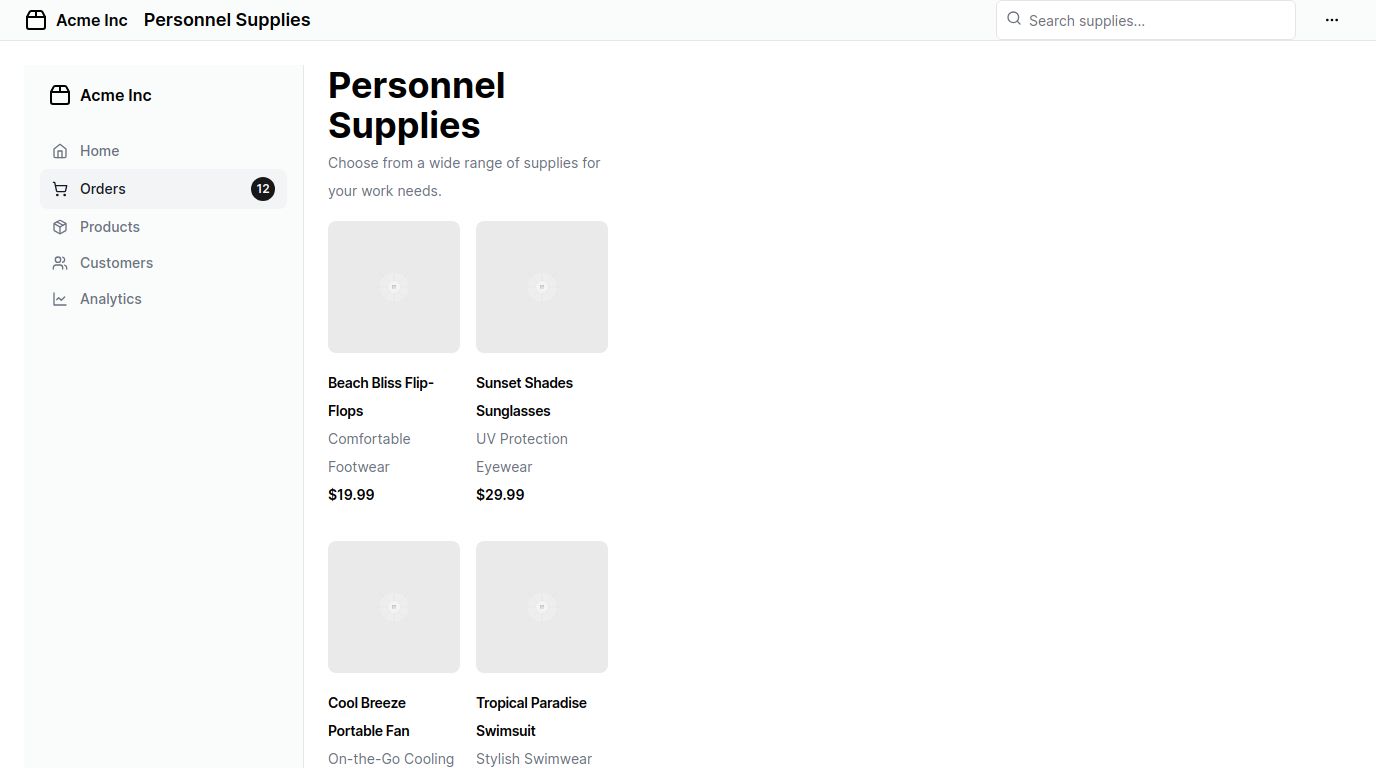 Acme Inc
Personnel Supplies
Search supplies...
Acme Inc
Home
Orders
12
Products
Customers
Analytics
Personnel
Supplies
Choose from a wide range of supplies for
your work needs.
Beach Bliss Flip-
Flops
Comfortable
Footwear
$19.99
Sunset Shades
Sunglasses
UV Protection
Eyewear
$29.99
Cool Breeze
Portable Fan
On-the-Go Cooling
Tropical Paradise
Swimsuit
Stylish Swimwear